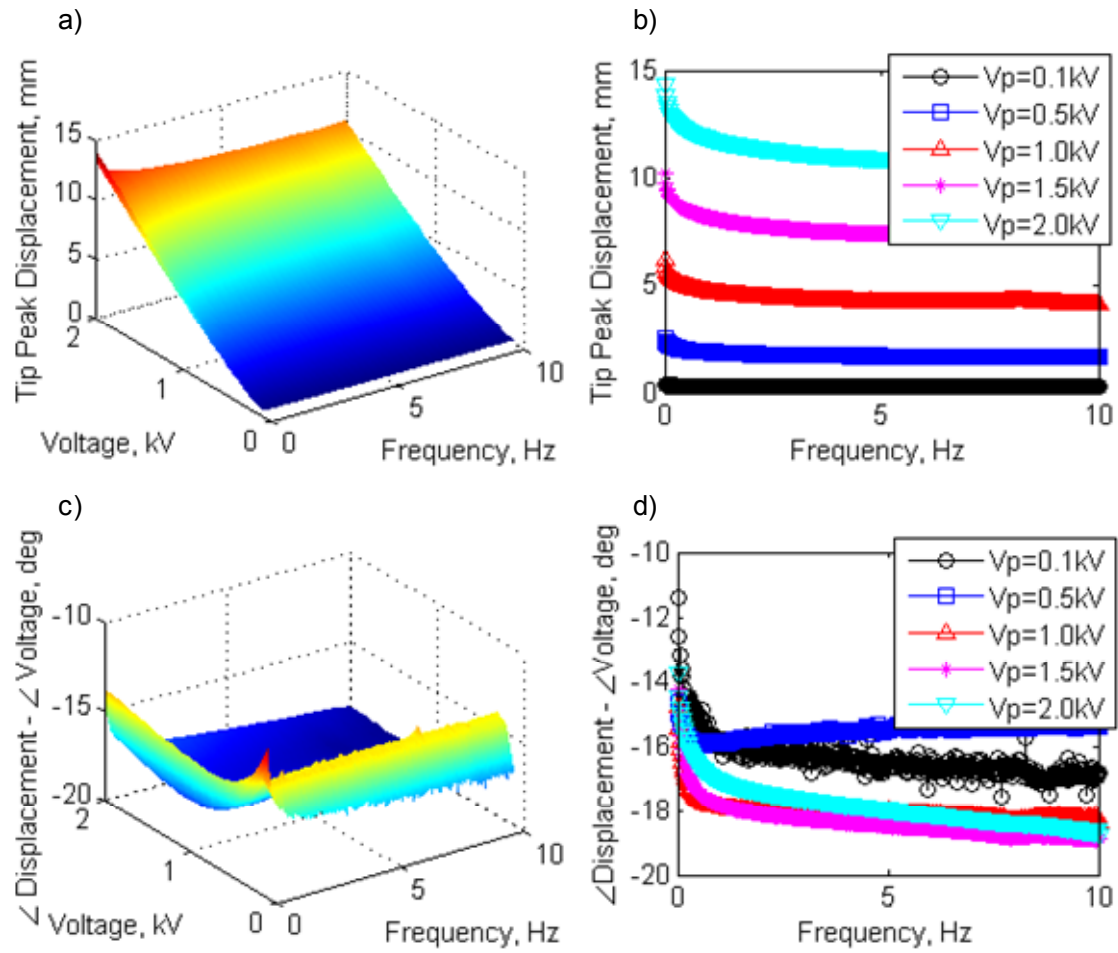 a)
Tip Peak Displacement, mm
15
10
5
0
2
1
0
Voltage, kV
0
5
10
Frequency, Hz
b)
Tip Peak Displacement, mm
15
10
5
0
0
5
10
Frequency, Hz
Vp=0.1kV
Vp=0.5kV
Vp=1.0kV
Vp=1.5kV
Vp=2.0kV
c)
∠Displacement - ∠Voltage, deg
-10
-15
-20
2
1
0
Voltage, kV
0
5
10
Frequency, Hz
d)
∠Displacement - ∠Voltage, deg
-10
-12
-14
-16
-18
-20
0
5
10
Frequency, Hz
Vp=0.1kV
Vp=0.5kV
Vp=1.0kV
Vp=1.5kV
Vp=2.0kV